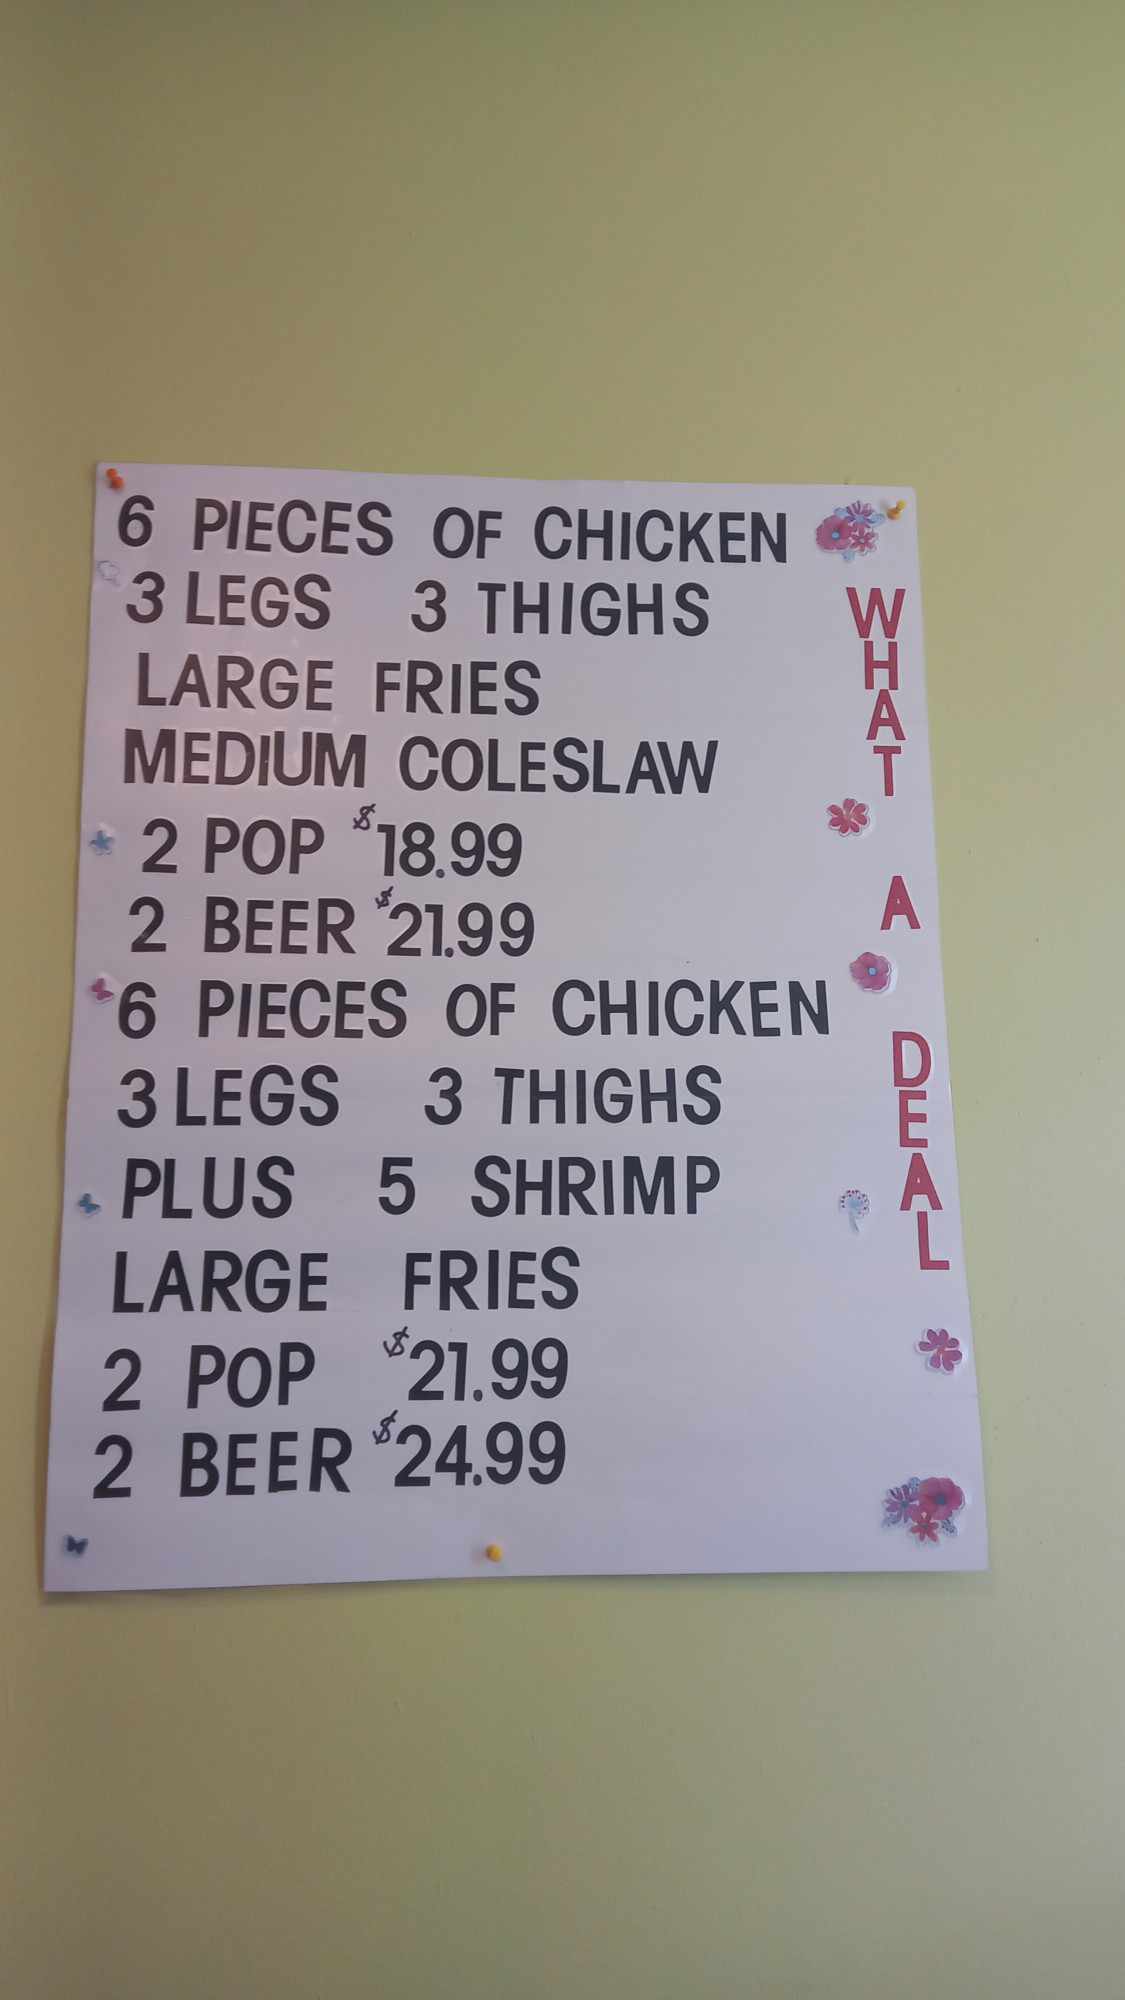 6 PIECES OF CHICKEN
3 LEGS 3 THIGHS
LARGE FRIES
MEDIUM COLESLAW
2 POP $18.99
2 BEER $21.99
6 PIECES OF CHICKEN
3 LEGS 3 THIGHS
PLUS 5 SHRIMP
LARGE FRIES
2 POP $21.99
2 BEER $24.99
WHAT A DEAL